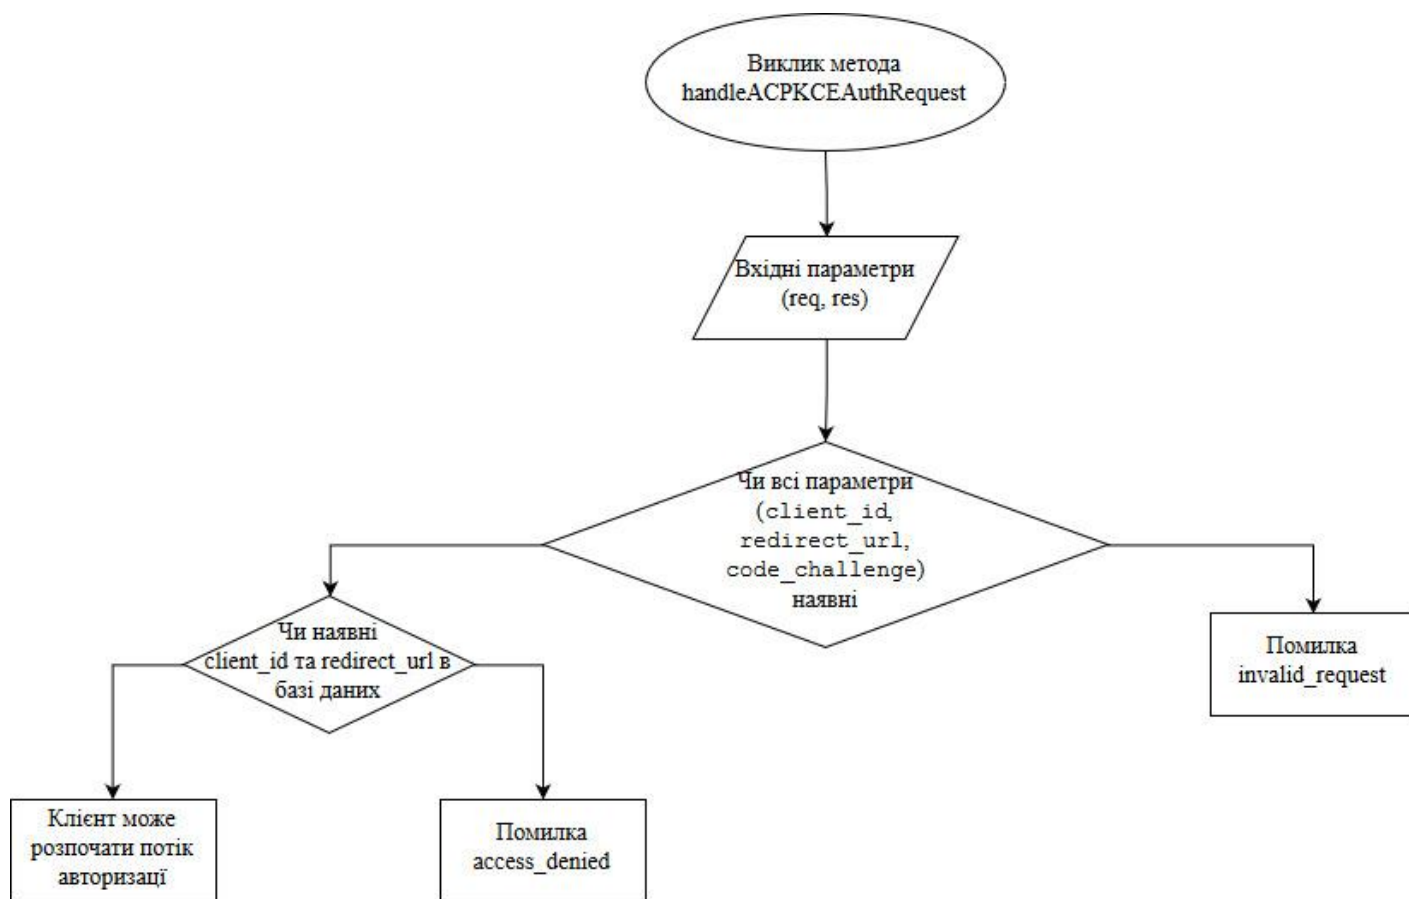 Виклик метода
handleACPKCEAuthRequest
Вхідні параметри
(req, res)
Чи всі параметри
(client_id,
redirect_url,
code_challenge)
наявні
Чи наявні
client_id та redirect_url в
базі даних
Помилка
invalid_request
Клієнт може
розпочати потік
авторизації
Помилка
access_denied